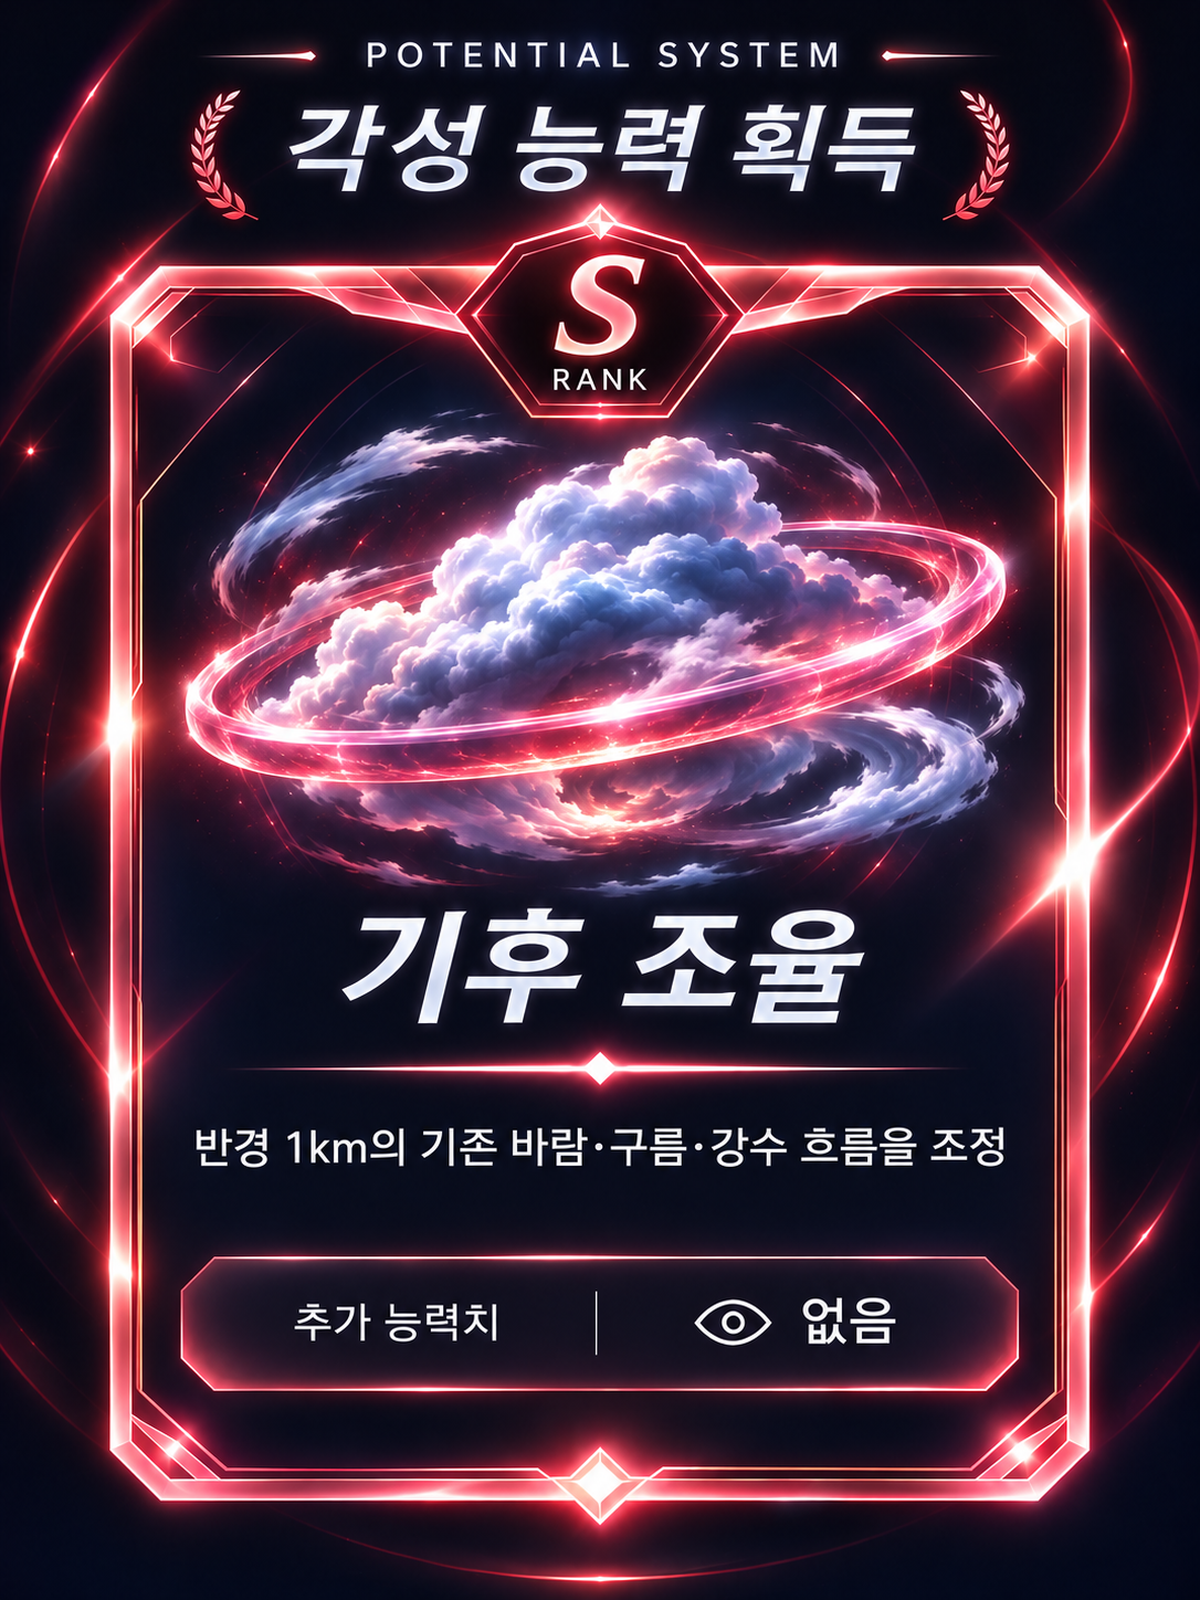 POTENTIAL SYSTEM
각성 능력 획득
S
RANK
기후 조율
반경 1km의 기존 바람·구름·강수 흐름을 조정
추가 능력치
없음